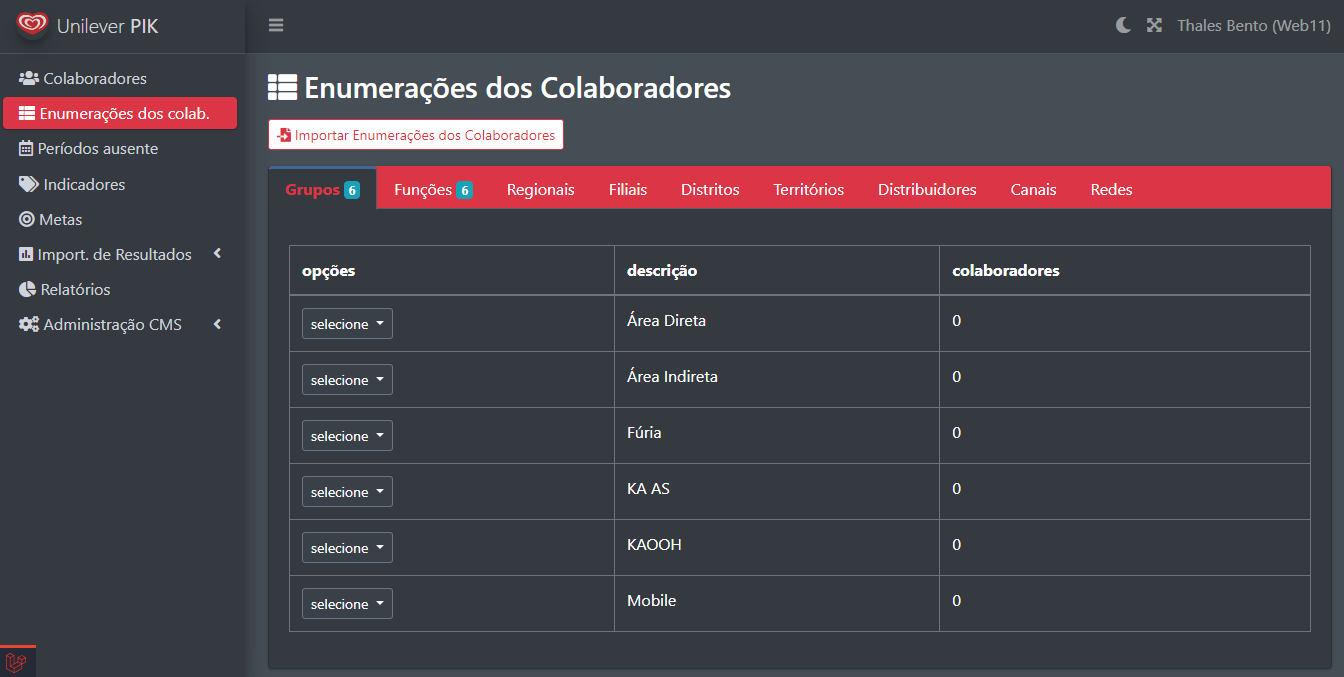 Unilever PIK
Thales Bento (Web11)
Colaboradores
Enumerações dos colab.
Períodos ausente
Indicadores
Metas
Import. de Resultados
Relatórios
Administração CMS
Enumerações dos Colaboradores
Importar Enumerações dos Colaboradores
Grupos 6 Funções 6 Regionais Filiais Distritos Territórios Distribuidores Canais Redes
opções descrição colaboradores
selecione Área Direta 0
selecione Área Indireta 0
selecione Fúria 0
selecione KA AS 0
selecione KAOOH 0
selecione Mobile 0